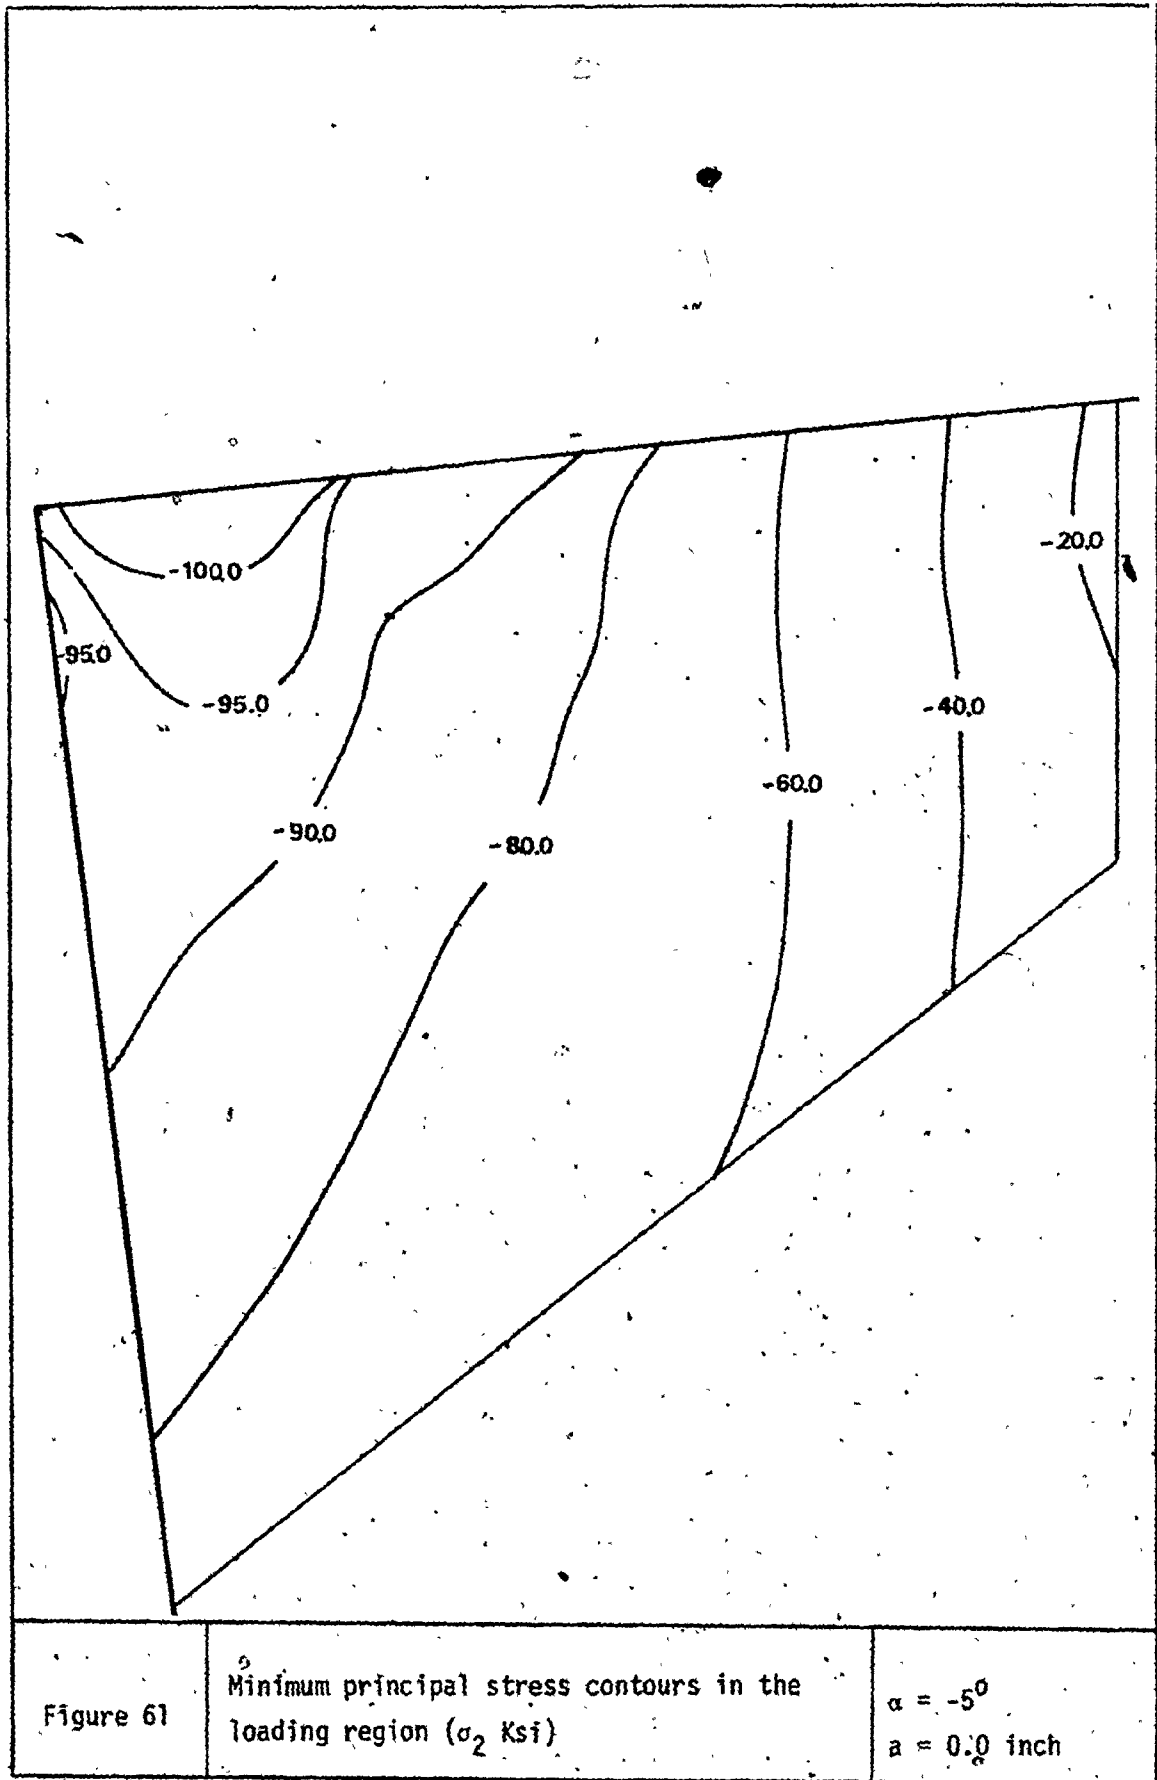 -100.0
-20.0
-95.0
-95.0
-40.0
-60.0
-90.0
-80.0
Figure 61
Minimum principal stress contours in the
loading region (σ₂ Ksi)
α = -5°
a = 0.0 inch